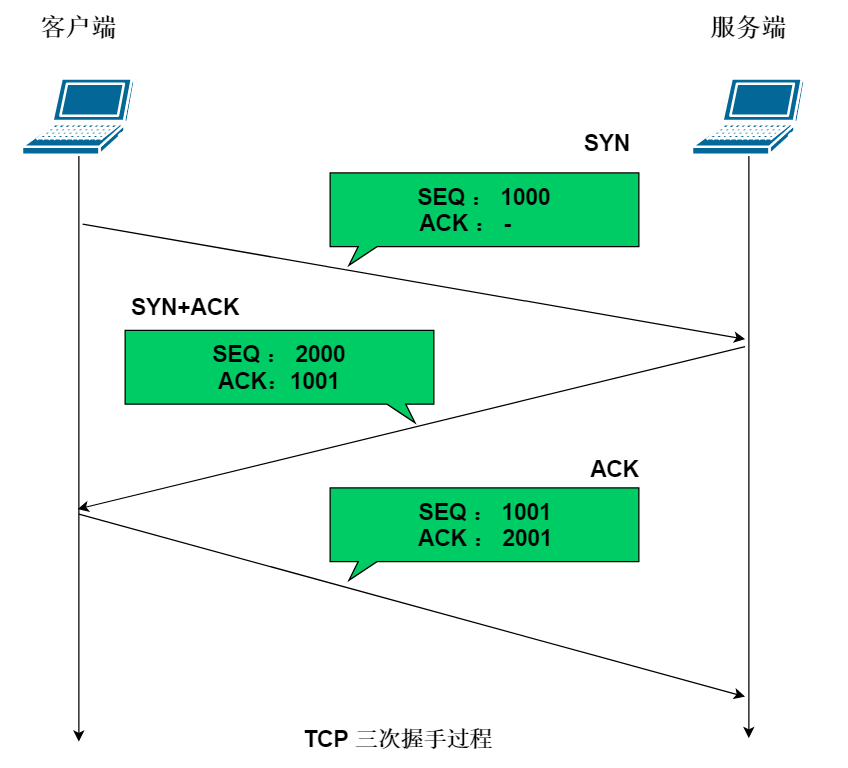 客户端
服务端
SYN
SEQ： 1000
ACK： -
SYN+ACK
SEQ： 2000
ACK：1001
ACK
SEQ： 1001
ACK： 2001
TCP 三次握手过程